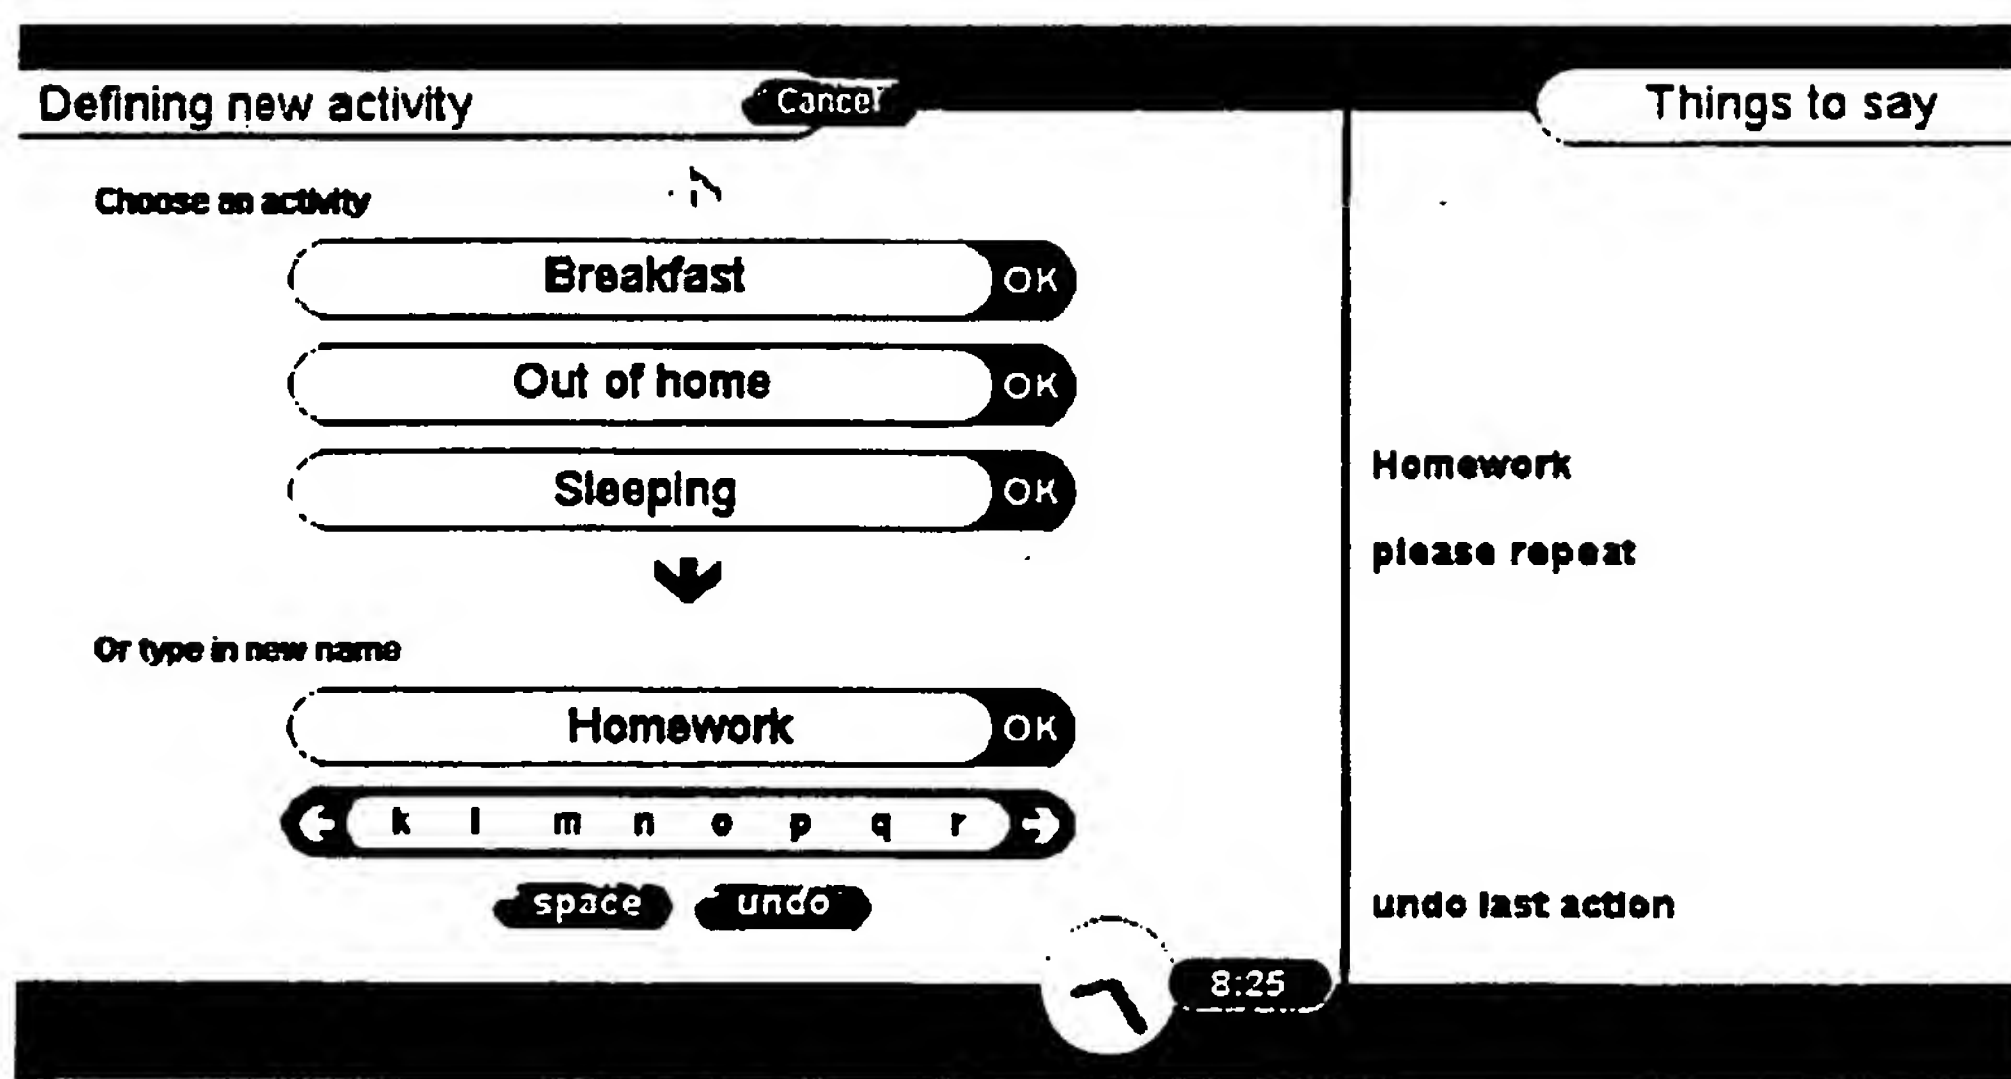 Defining new activity
Cancel
Choose an activity
Breakfast OK
Out of home OK
Sleeping OK
Or type in new name
Homework OK
k l m n o p q r
space undo
8:25
Things to say
Homework
please repeat
undo last action